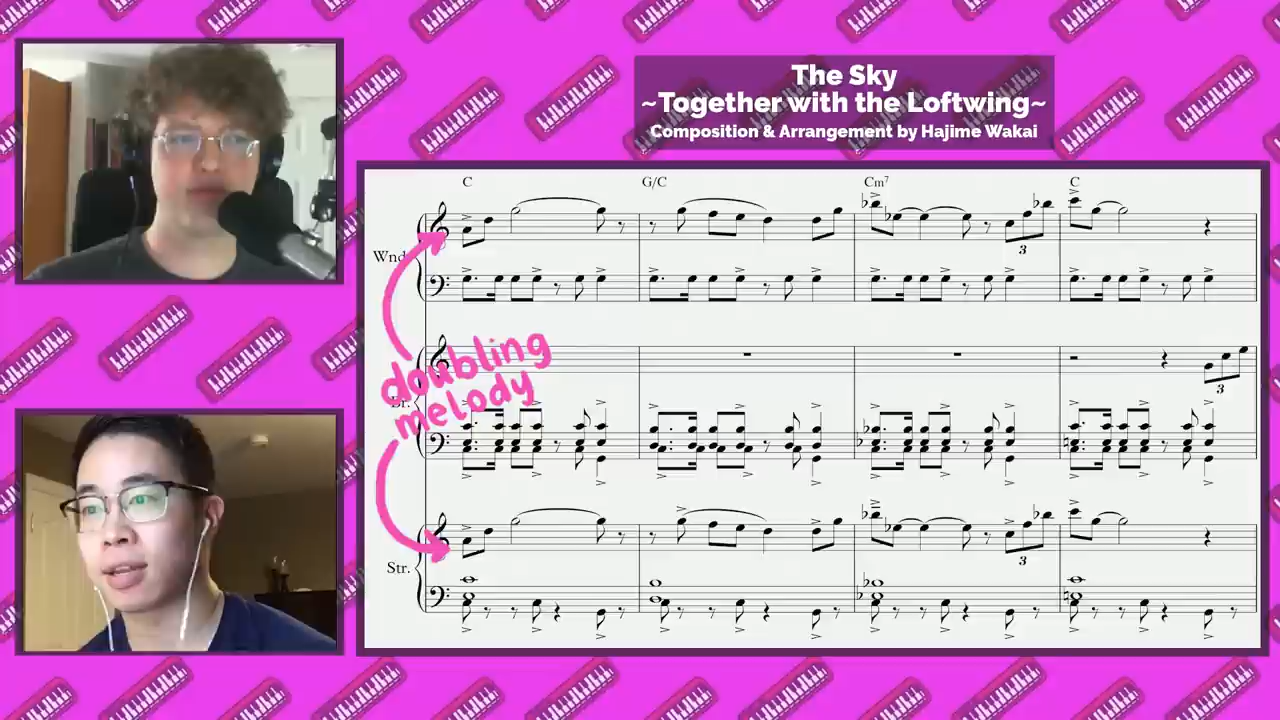 The Sky
~Together with the Loftwing~
Composition & Arrangement by Hajime Wakai
C G/C Cm7 C
Wnd.
3
doubling
melody
3
Br.
Str.
3